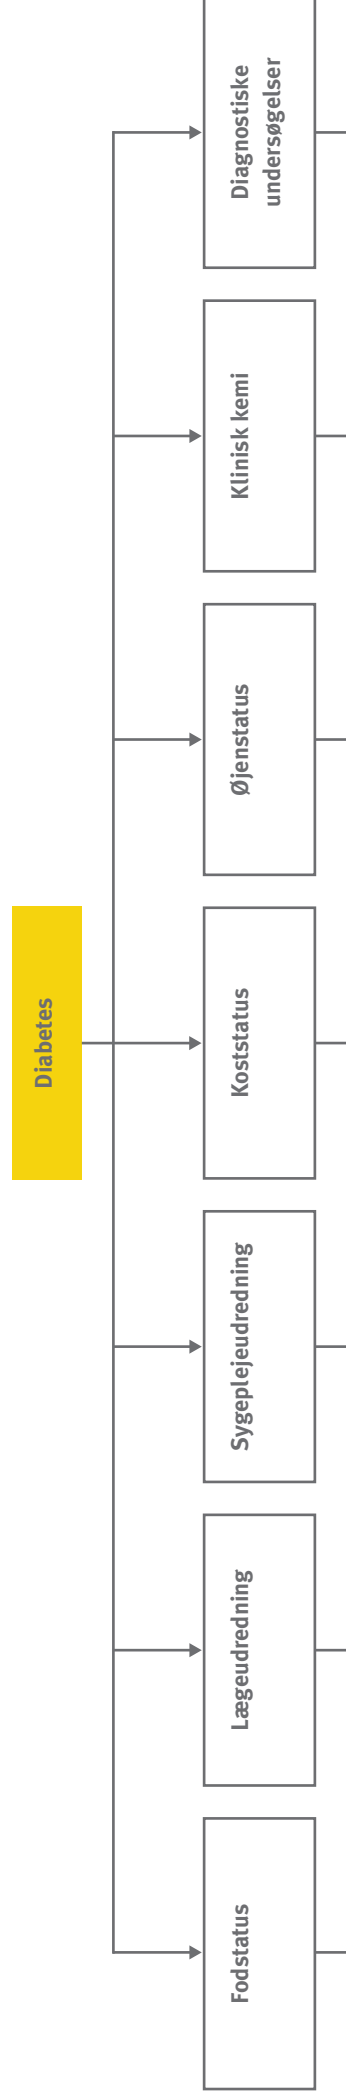 Diabetes
Fodstatus
Lægeudredning
Sygeplejeudredning
Koststatus
Øjenstatus
Klinisk kemi
Diagnostiske
undersøgelser